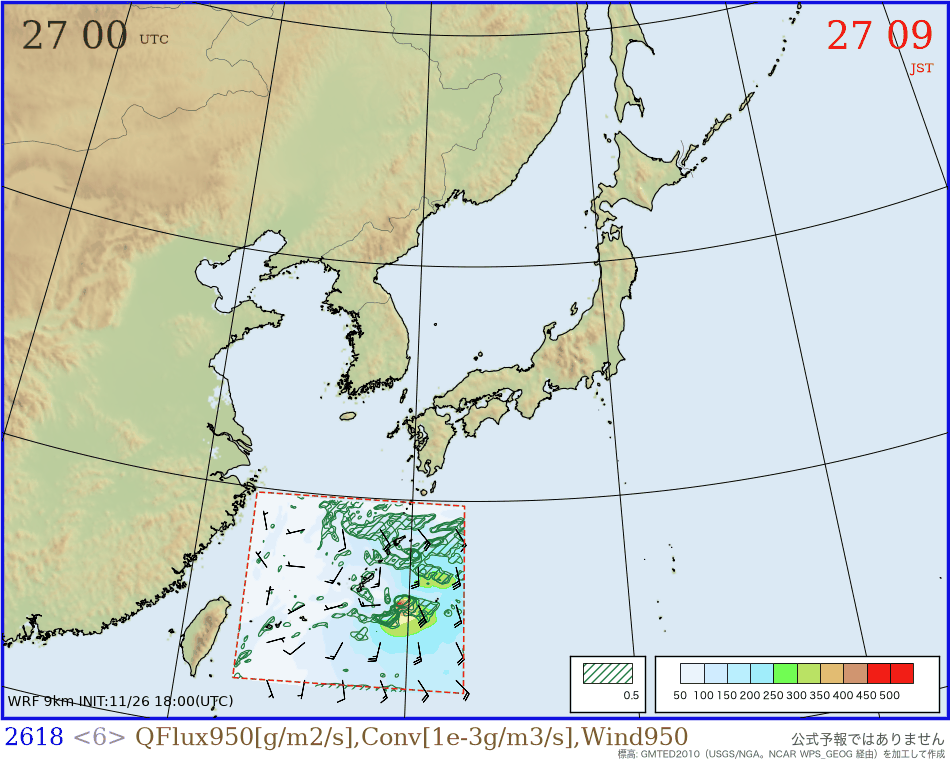 27 00 UTC
27 09
JST
0.5
50 100 150 200 250 300 350 400 450 500
WRF 9km INIT:11/26 18:00(UTC)
2618 <6> QFlux950[g/m2/s],Conv[1e-3g/m3/s],Wind950
公式予報ではありません
標高: GMTED2010（USGS/NGA。NCAR WPS_GEOG 経由）を加工して作成